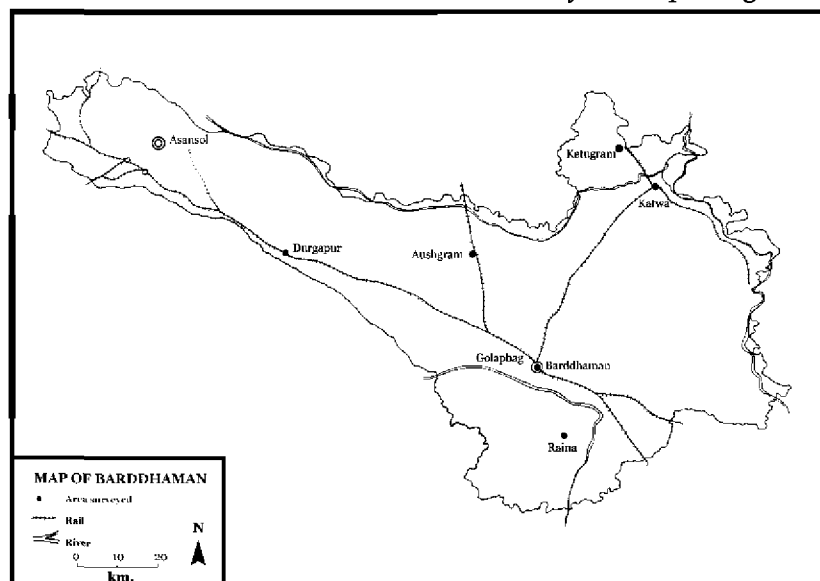 Asansol
Ketugram
Katwa
Durgapur
Aushgram
Golapbag
Barddhaman
Raina
MAP OF BARDDHAMAN
Area surveyed
Rail
River
N
0 10 20
km.